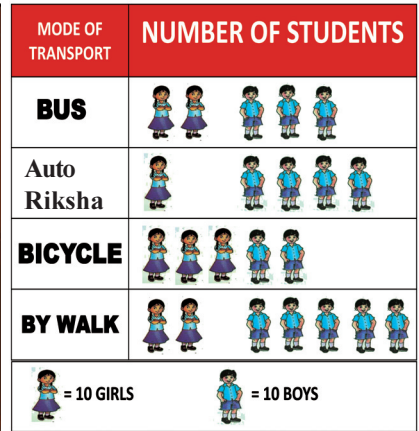 MODE OF
TRANSPORT
NUMBER OF STUDENTS
BUS
Auto
Riksha
BICYCLE
BY WALK
= 10 GIRLS
= 10 BOYS